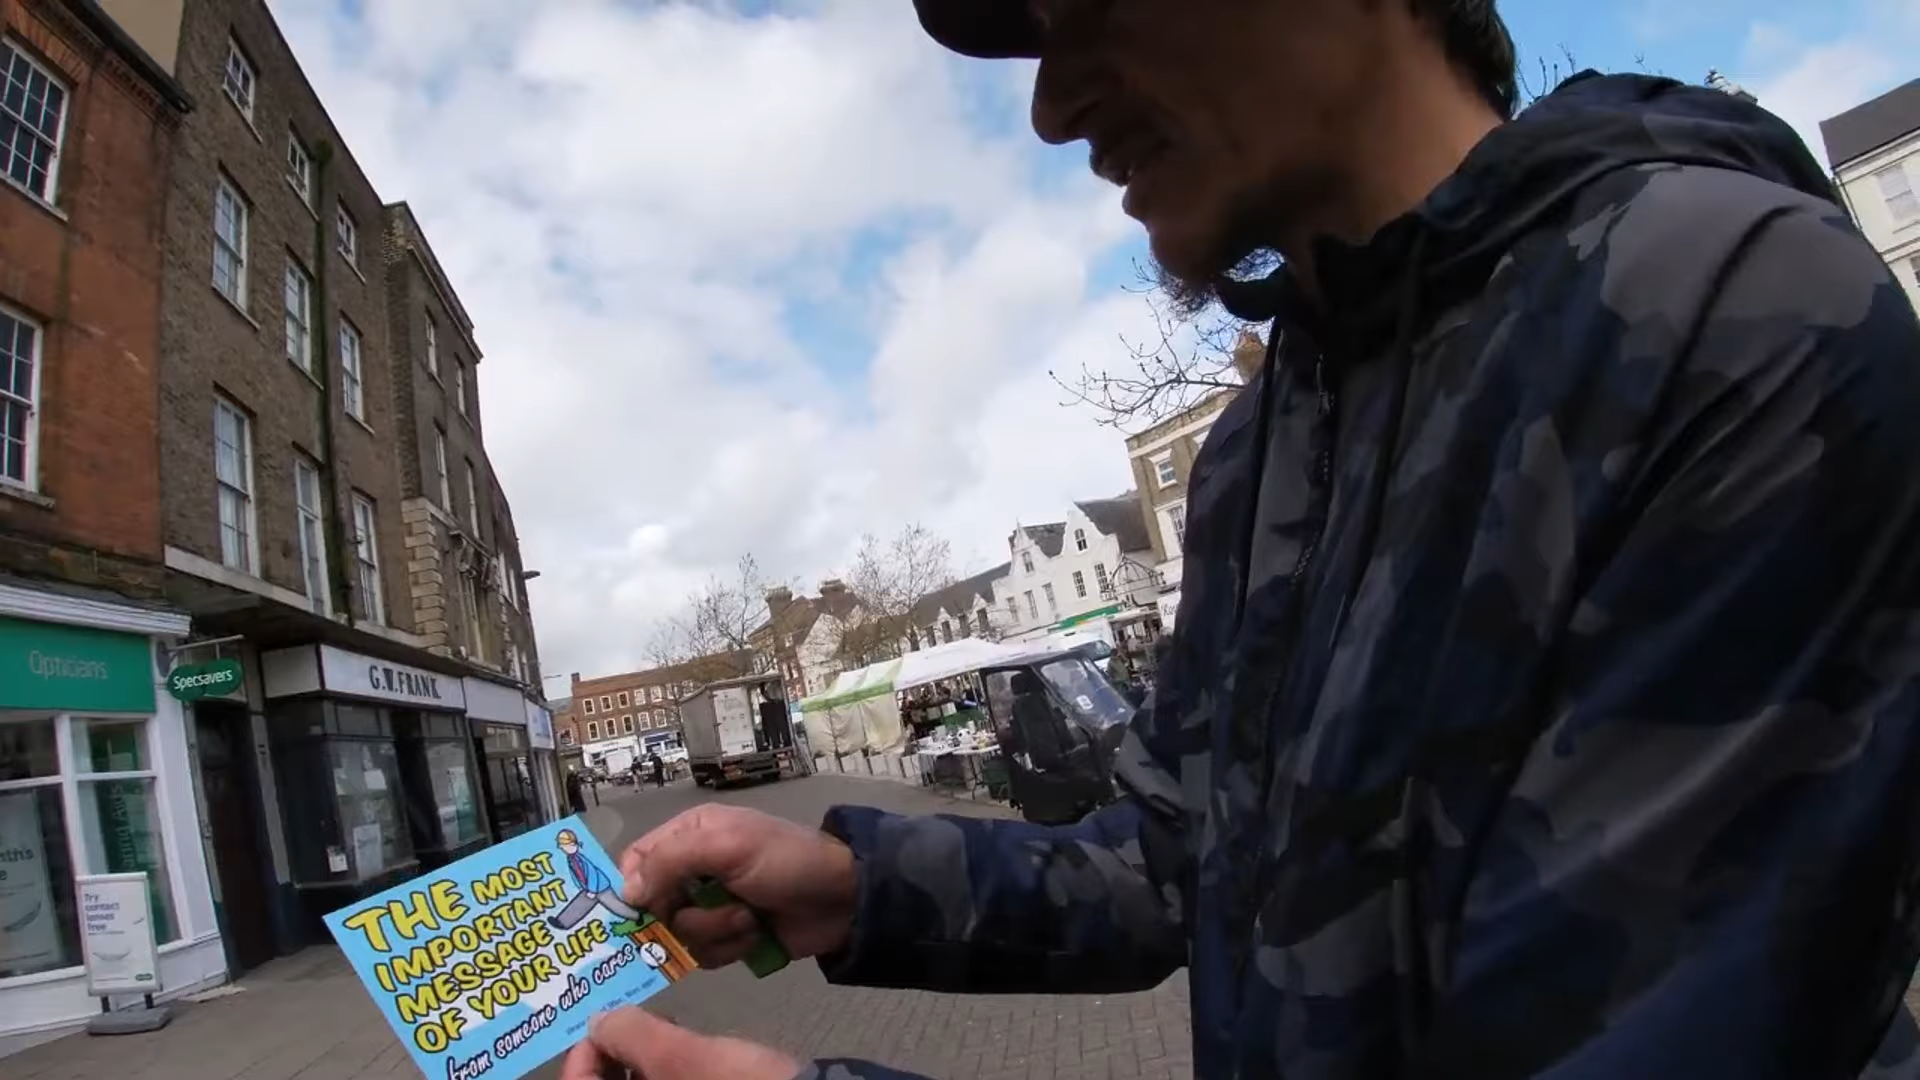 Opticians
Specsavers
G.W. FRANK.
Try
contact
lenses
free
THE MOST
IMPORTANT
MESSAGE
OF YOUR LIFE
from someone who cares